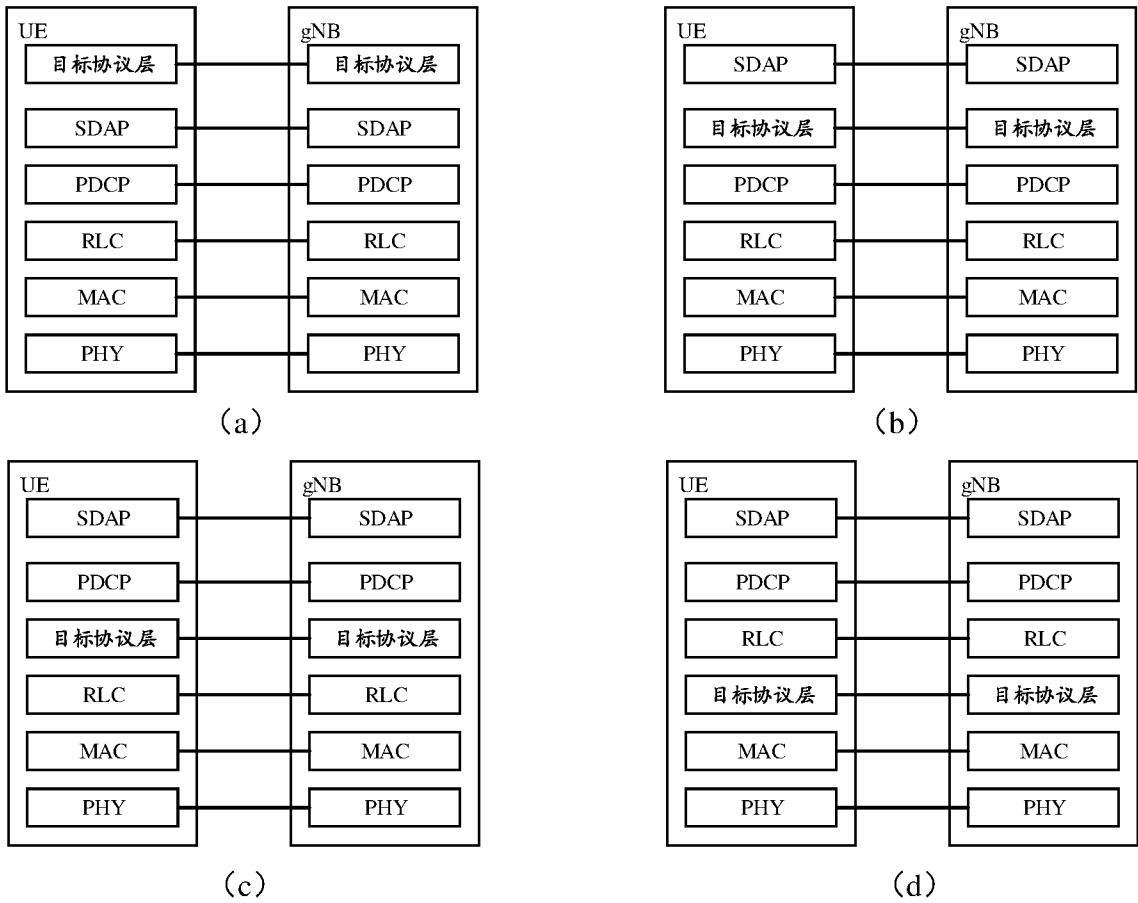 UE gNB UE gNB
目标协议层 目标协议层 SDAP SDAP
SDAP SDAP 目标协议层 目标协议层
PDCP PDCP PDCP PDCP
RLC RLC RLC RLC
MAC MAC MAC MAC
PHY PHY PHY PHY
（a） （b）
UE gNB UE gNB
SDAP SDAP SDAP SDAP
PDCP PDCP PDCP PDCP
目标协议层 目标协议层 RLC RLC
RLC RLC 目标协议层 目标协议层
MAC MAC MAC MAC
PHY PHY PHY PHY
（c） （d）